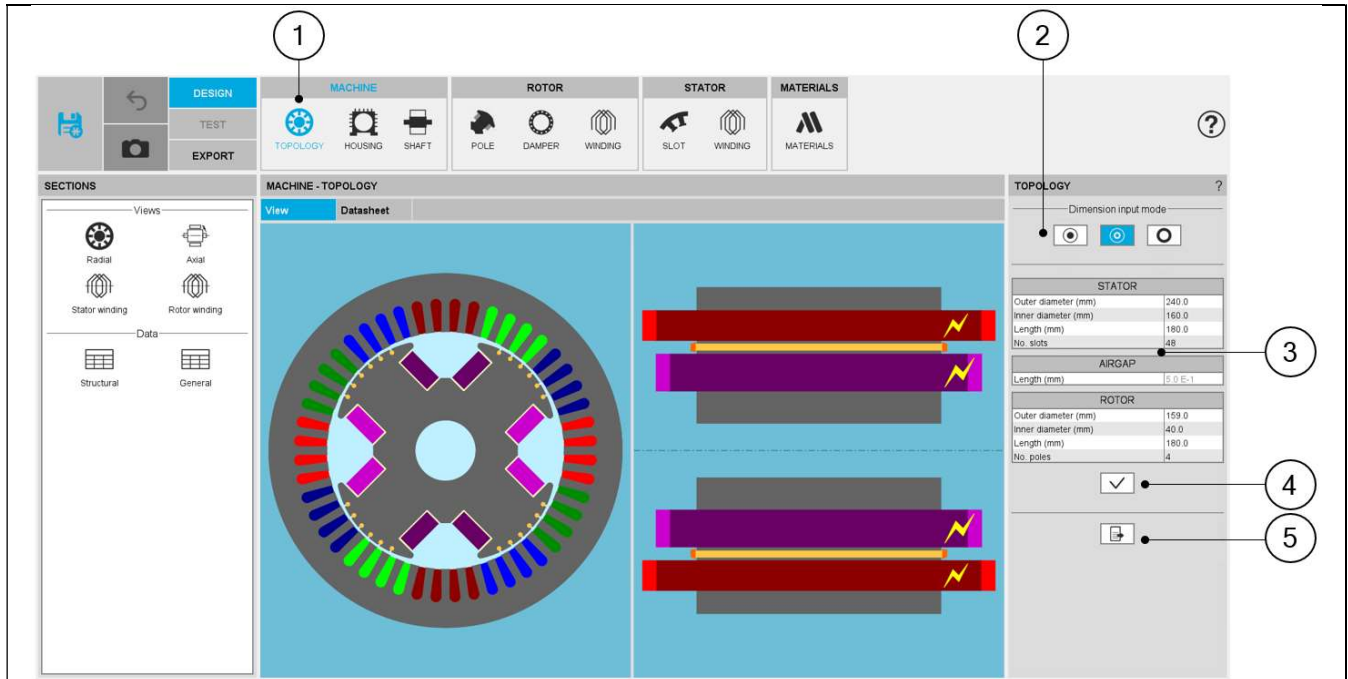 1
2
DESIGN
TEST
EXPORT
MACHINE
TOPOLOGY
HOUSING
SHAFT
ROTOR
POLE
DAMPER
WINDING
STATOR
SLOT
WINDING
MATERIALS
MATERIALS
?
SECTIONS
Views
Radial
Axial
Stator winding
Rotor winding
Data
Structural
General
MACHINE - TOPOLOGY
View
Datasheet
TOPOLOGY
?
Dimension input mode
STATOR
Outer diameter (mm) 240.0
Inner diameter (mm) 160.0
Length (mm) 180.0
No. slots 48
3
AIRGAP
Length (mm) 5.0 E-1
ROTOR
Outer diameter (mm) 159.0
Inner diameter (mm) 40.0
Length (mm) 180.0
No. poles 4
4
5